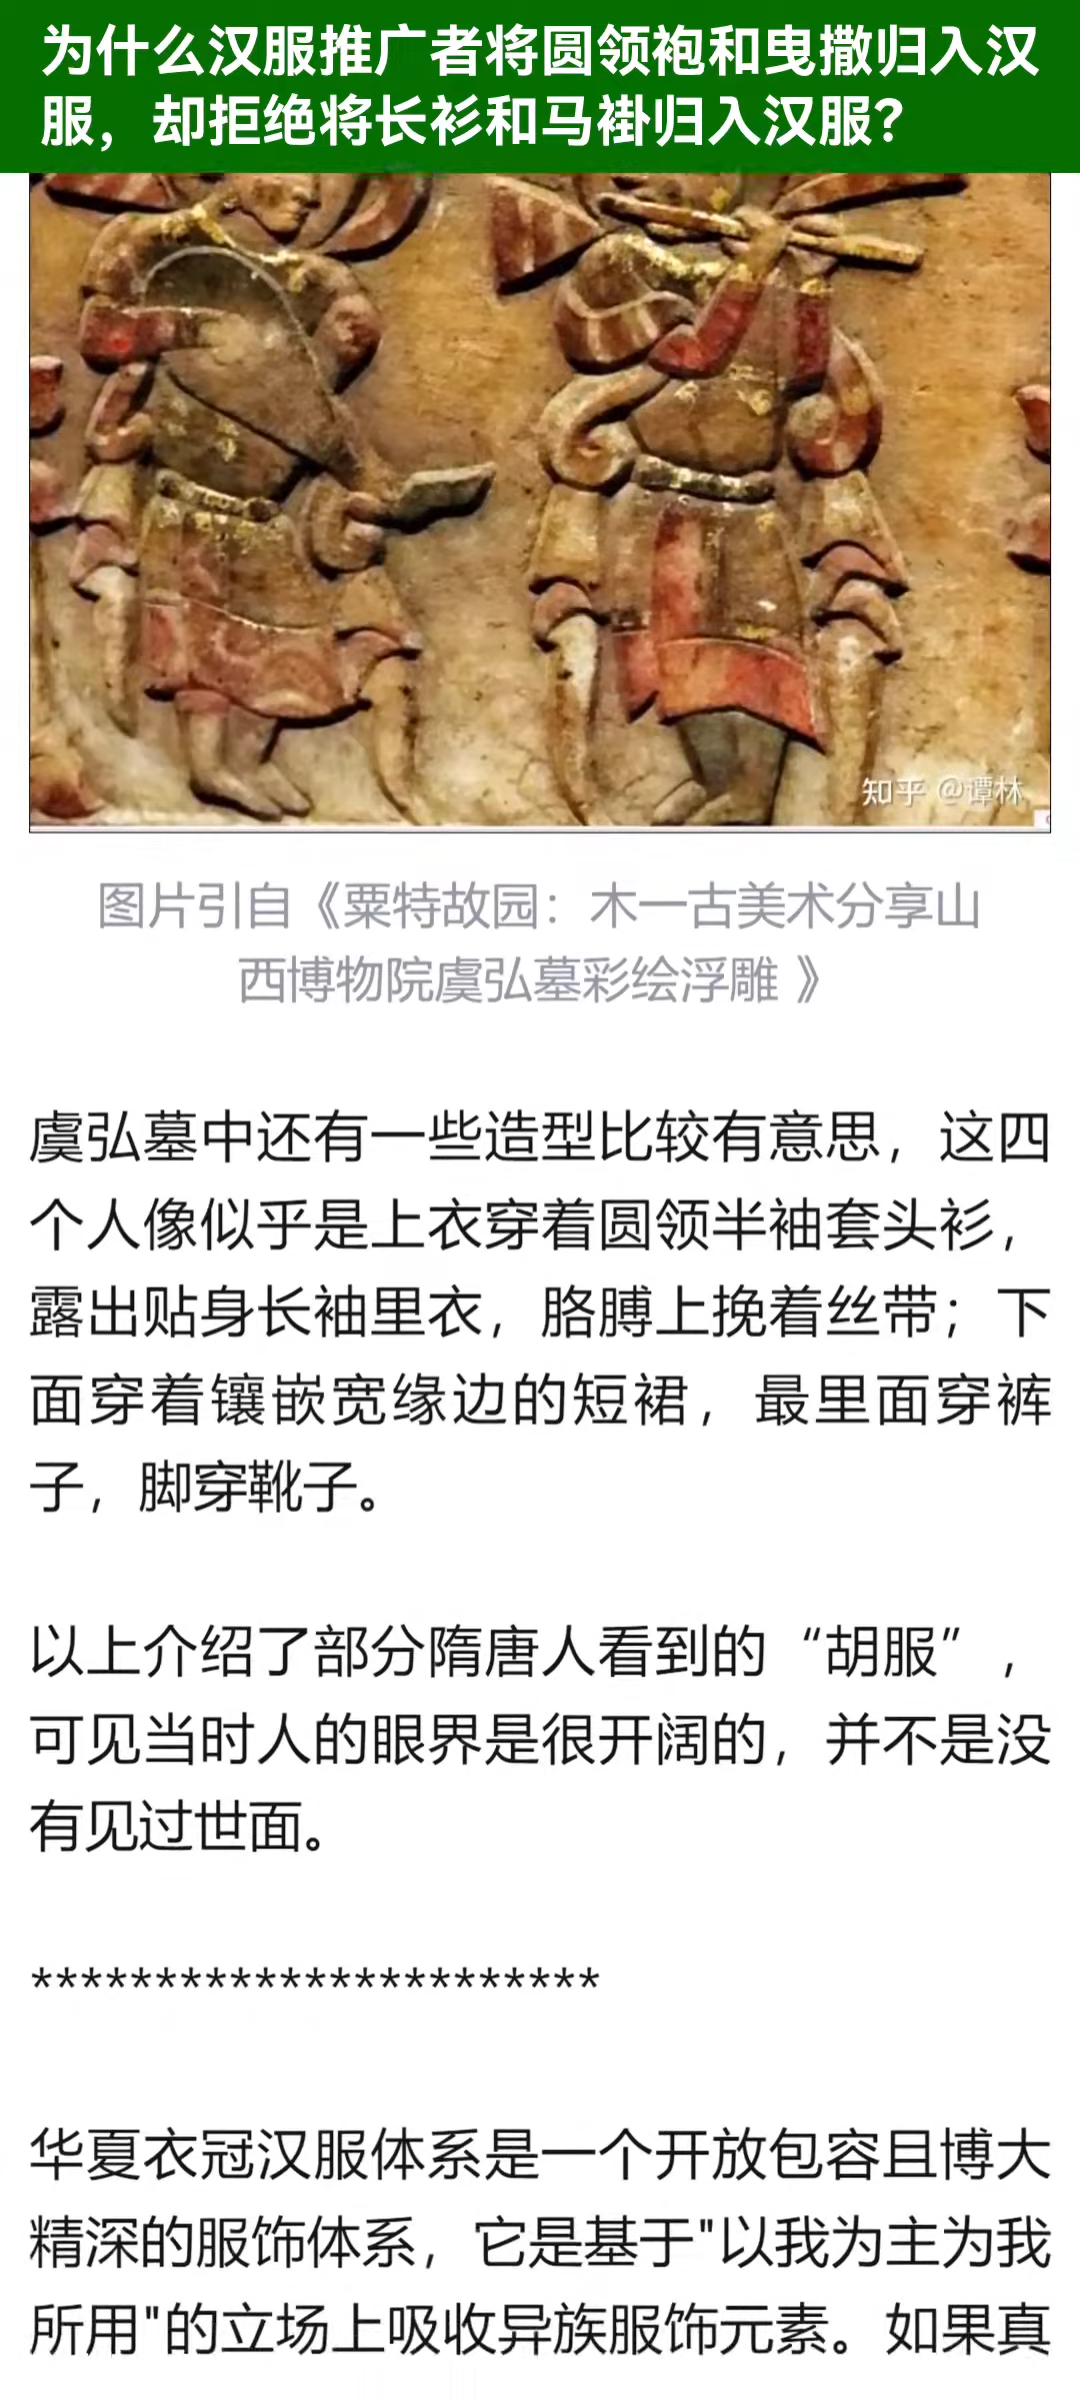 为什么汉服推广者将圆领袍和曳撒归入汉
服，却拒绝将长衫和马褂归入汉服？
知乎 @谭林
图片引自《粟特故园：木一古美术分享山
西博物院虞弘墓彩绘浮雕 》
虞弘墓中还有一些造型比较有意思，这四
个人像似乎是上衣穿着圆领半袖套头衫，
露出贴身长袖里衣，胳膊上挽着丝带；下
面穿着镶嵌宽缘边的短裙，最里面穿裤
子，脚穿靴子。
以上介绍了部分隋唐人看到的“胡服”，
可见当时人的眼界是很开阔的，并不是没
有见过世面。
***********************
华夏衣冠汉服体系是一个开放包容且博大
精深的服饰体系，它是基于"以我为主为我
所用"的立场上吸收异族服饰元素。如果真